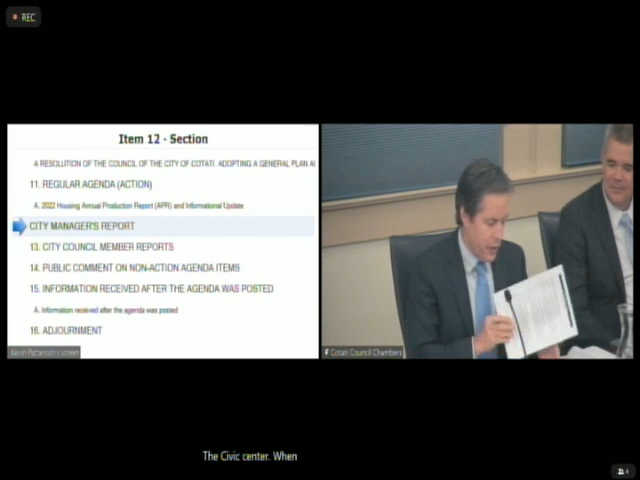 REC
Item 12 - Section
A RESOLUTION OF THE COUNCIL OF THE CITY OF COTATI ADOPTING A GENERAL PLAN AI
11. REGULAR AGENDA (ACTION)
A. 2022 Housing Annual Production Report (APR) and Informational Update
CITY MANAGER'S REPORT
13. CITY COUNCIL MEMBER REPORTS
14. PUBLIC COMMENT ON NON-ACTION AGENDA ITEMS
15. INFORMATION RECEIVED AFTER THE AGENDA WAS POSTED
A. Information received after the agenda was posted
16. ADJOURNMENT
Kevin Patterson's screen
Cotati Council Chambers
The Civic center. When
4